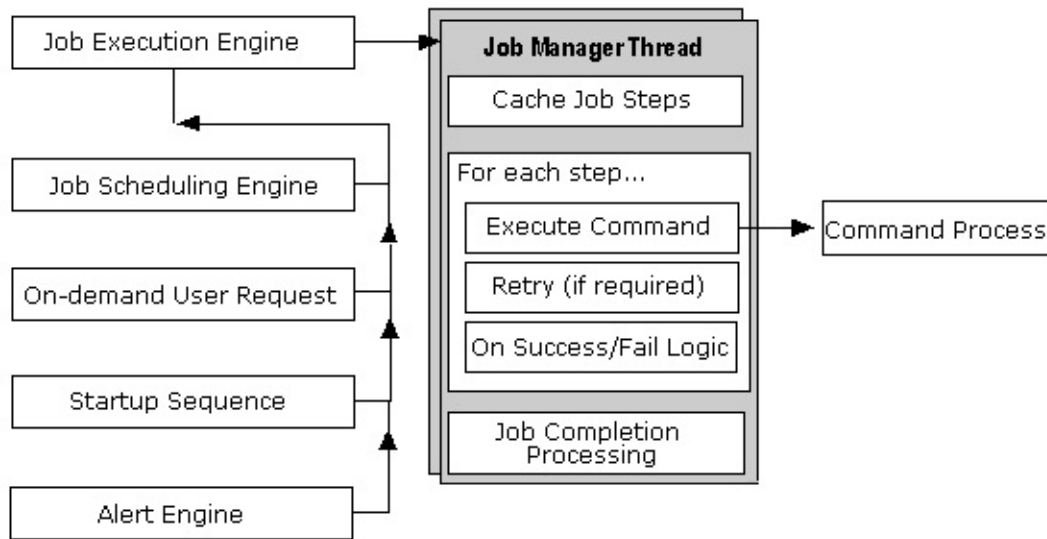 Job Execution Engine
Job Scheduling Engine
On-demand User Request
Startup Sequence
Alert Engine
Job Manager Thread
Cache Job Steps
For each step...
Execute Command
Retry (if required)
On Success/Fail Logic
Job Completion
Processing
Command Process